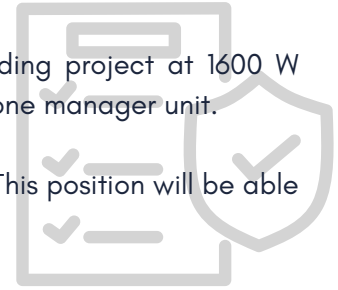 ding project at 1600 W
one manager unit.
This position will be able